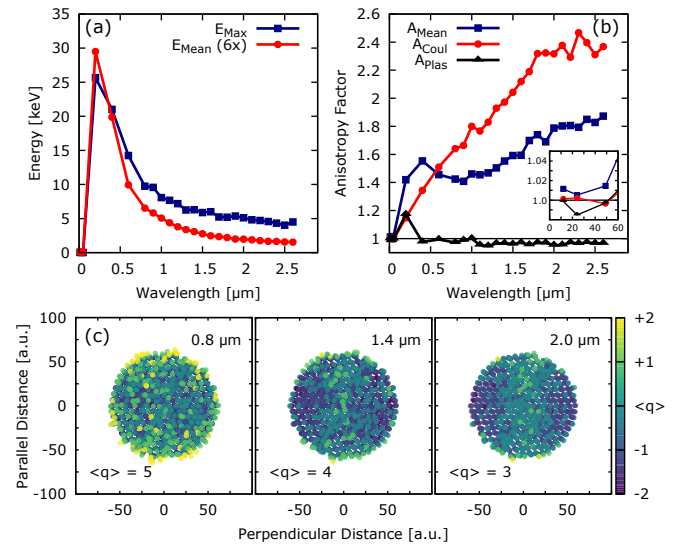 (a)
E_Max
E_Mean (6x)
35
30
25
20
15
10
5
0
Energy [keV]
0
0.5
1
1.5
2
2.5
Wavelength [µm]
(b)
A_Mean
A_Coul
A_Plas
2.6
2.4
2.2
2
1.8
1.6
1.4
1.2
1
Anisotropy Factor
1.04
1.02
1.0
0
20
40
60
0
0.5
1
1.5
2
2.5
Wavelength [µm]
(c)
0.8 µm
1.4 µm
2.0 µm
100
50
0
-50
-100
Parallel Distance [a.u.]
<q> = 5
<q> = 4
<q> = 3
-50
0
50
-50
0
50
-50
0
50
Perpendicular Distance [a.u.]
+2
+1
<q>
-1
-2